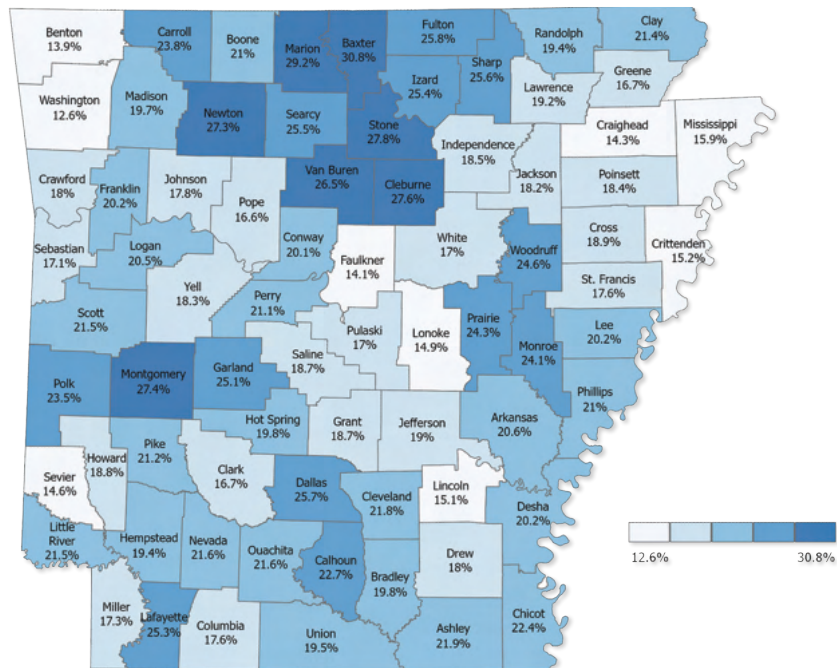 Benton
13.9%
Carroll
23.8%
Boone
21%
Marion
29.2%
Baxter
30.8%
Fulton
25.8%
Randolph
19.4%
Clay
21.4%
Washington
12.6%
Madison
19.7%
Newton
27.3%
Searcy
25.5%
Stone
27.8%
Izard
25.4%
Sharp
25.6%
Lawrence
19.2%
Greene
16.7%
Independence
18.5%
Craighead
14.3%
Mississippi
15.9%
Crawford
18%
Franklin
20.2%
Johnson
17.8%
Pope
16.6%
Van Buren
26.5%
Cleburne
27.6%
Jackson
18.2%
Poinsett
18.4%
Sebastian
17.1%
Logan
20.5%
Yell
18.3%
Conway
20.1%
Faulkner
14.1%
White
17%
Woodruff
24.6%
Cross
18.9%
Crittenden
15.2%
Scott
21.5%
Perry
21.1%
Pulaski
17%
Lonoke
14.9%
Prairie
24.3%
Monroe
24.1%
St. Francis
17.6%
Lee
20.2%
Polk
23.5%
Montgomery
27.4%
Garland
25.1%
Saline
18.7%
Phillips
21%
Hot Spring
19.8%
Grant
18.7%
Jefferson
19%
Arkansas
20.6%
Sevier
14.6%
Howard
18.8%
Pike
21.2%
Clark
16.7%
Dallas
25.7%
Cleveland
21.8%
Lincoln
15.1%
Desha
20.2%
Little
River
21.5%
Hempstead
19.4%
Nevada
21.6%
Ouachita
21.6%
Calhoun
22.7%
Bradley
19.8%
Drew
18%
Miller
17.3%
Lafayette
25.3%
Columbia
17.6%
Union
19.5%
Ashley
21.9%
Chicot
22.4%
12.6%
30.8%